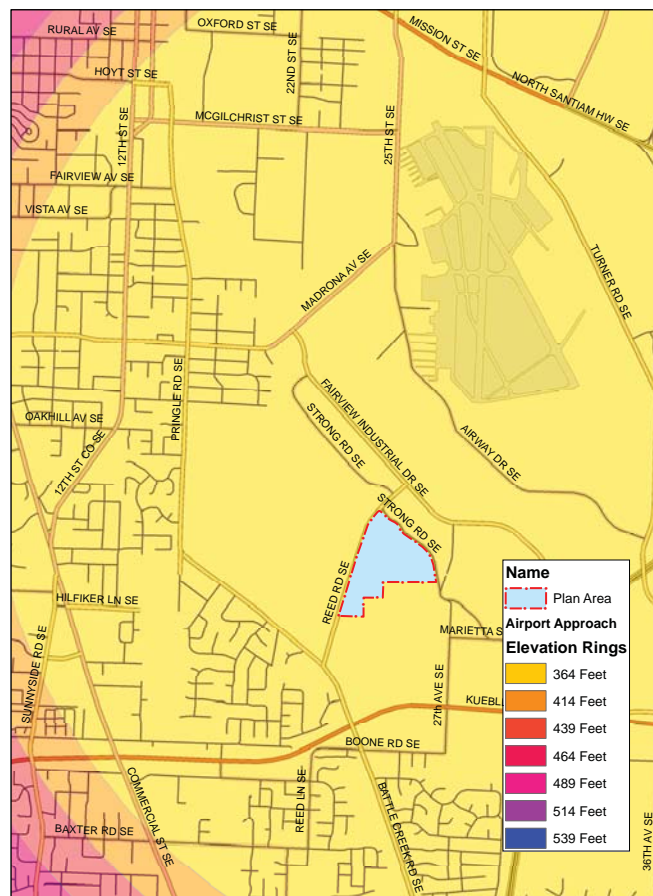 RURAL AV SE
OXFORD ST SE
MISSION ST SE
HOYT ST SE
22ND ST SE
NORTH SANTIAM HW SE
MCGILCHRIST ST SE
12TH ST SE
25TH ST SE
FAIRVIEW AV SE
VISTA AV SE
TURNER RD SE
MADRONA AV SE
PRINGLE RD SE
FAIRVIEW INDUSTRIAL DR SE
STRONG RD SE
OAKHILL AV SE
AIRWAY DR SE
12TH ST CO SE
STRONG RD SE
REED RD SE
HILFIKER LN SE
MARIETTA S
SUNNYSIDE RD SE
27th AVE SE
KUEBL
BOONE RD SE
COMMERCIAL ST SE
REED LN SE
BATTLE CREEK RD SE
BAXTER RD SE
36TH AV SE
Name
Plan Area
Airport Approach
Elevation Rings
364 Feet
414 Feet
439 Feet
464 Feet
489 Feet
514 Feet
539 Feet